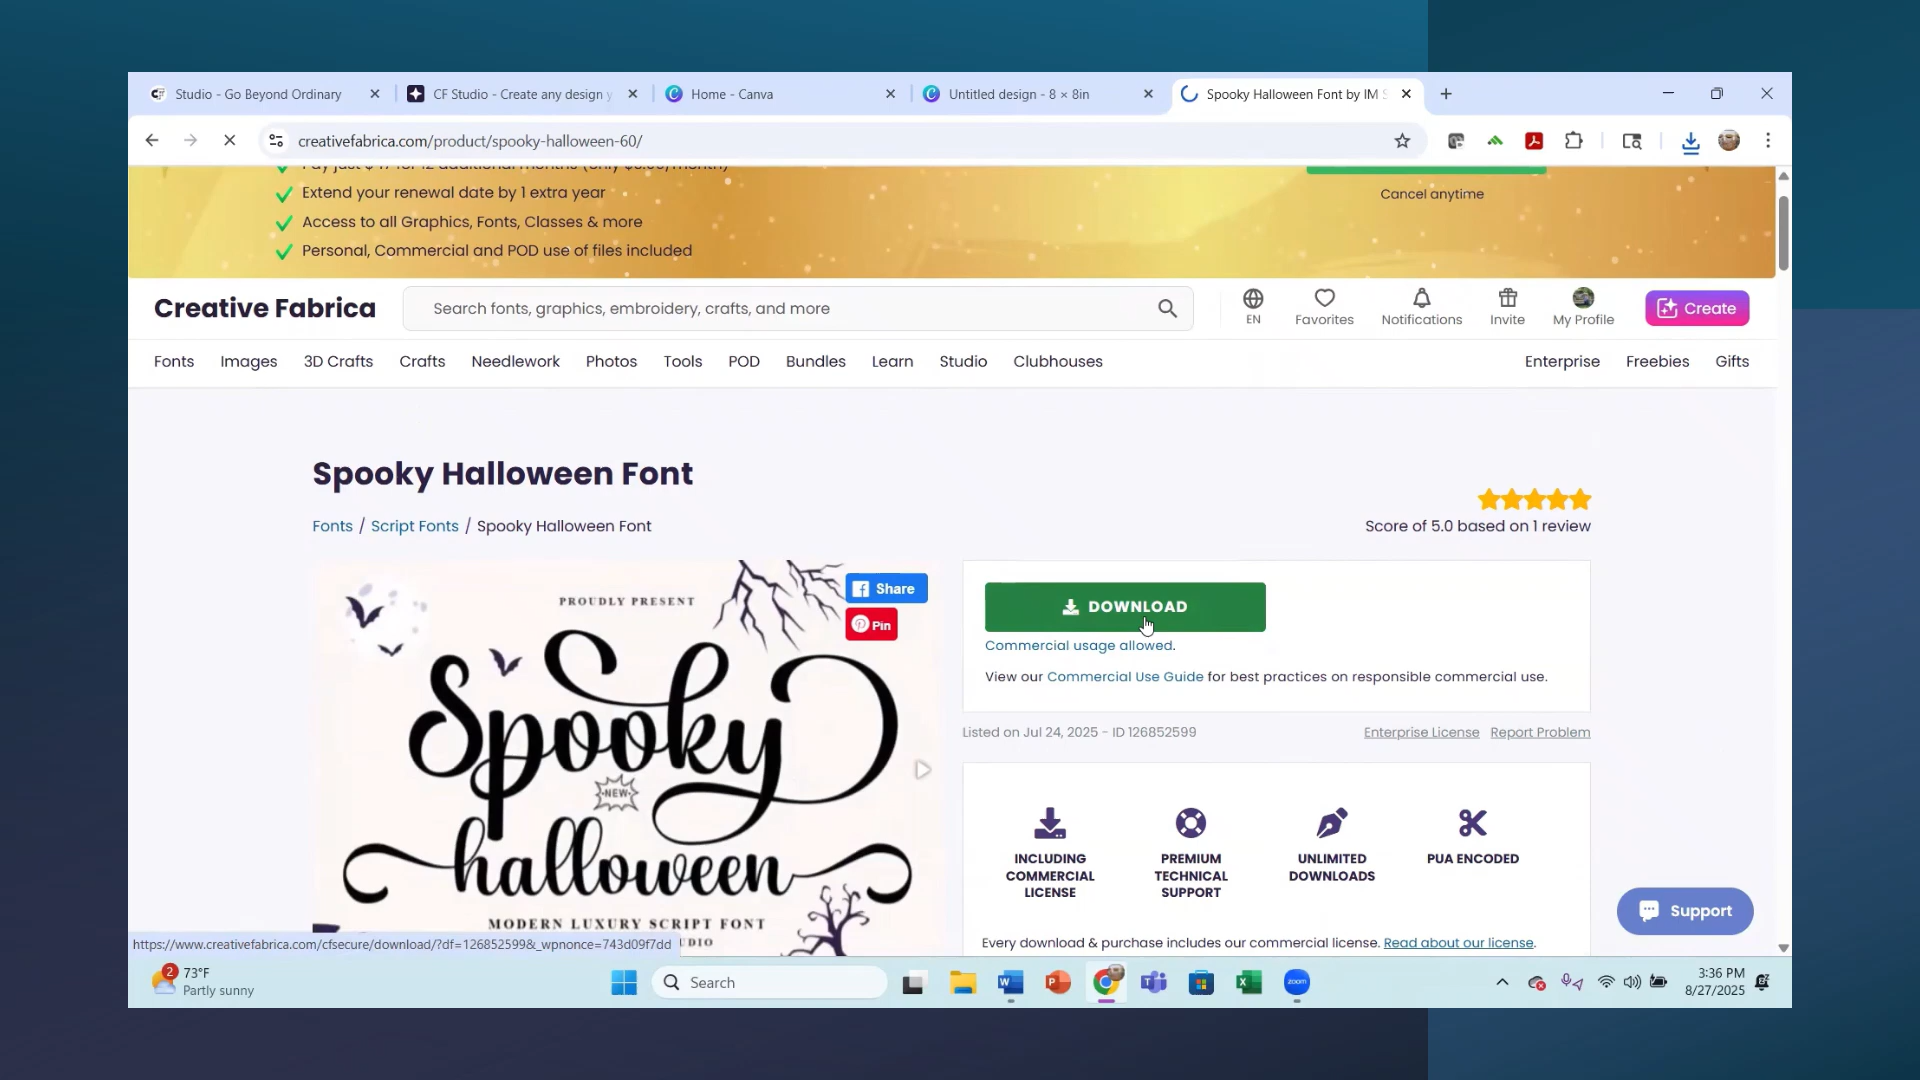 Studio - Go Beyond Ordinary
CF Studio - Create any design y
Home - Canva
Untitled design - 8 × 8in
Spooky Halloween Font by IM S
creativefabrica.com/product/spooky-halloween-60/
Extend your renewal date by 1 extra year
Access to all Graphics, Fonts, Classes & more
Personal, Commercial and POD use of files included
Cancel anytime
Creative Fabrica
Search fonts, graphics, embroidery, crafts, and more
EN
Favorites
Notifications
Invite
My Profile
Create
Fonts
Images
3D Crafts
Crafts
Needlework
Photos
Tools
POD
Bundles
Learn
Studio
Clubhouses
Enterprise
Freebies
Gifts
Spooky Halloween Font
Fonts / Script Fonts / Spooky Halloween Font
Score of 5.0 based on 1 review
PROUDLY PRESENT
Share
Pin
Spooky
NEW
halloween
MODERN LUXURY SCRIPT FONT
DOWNLOAD
Commercial usage allowed.
View our Commercial Use Guide for best practices on responsible commercial use.
Listed on Jul 24, 2025 - ID 126852599
Enterprise License
Report Problem
INCLUDING
COMMERCIAL
LICENSE
PREMIUM
TECHNICAL
SUPPORT
UNLIMITED
DOWNLOADS
PUA ENCODED
Support
Every download & purchase includes our commercial license. Read about our license.
https://www.creativefabrica.com/cfsecure/download/?df=126852599&_wpnonce=743d09f7dd
2
73°F
Partly sunny
Search
zoom
3:36 PM
8/27/2025